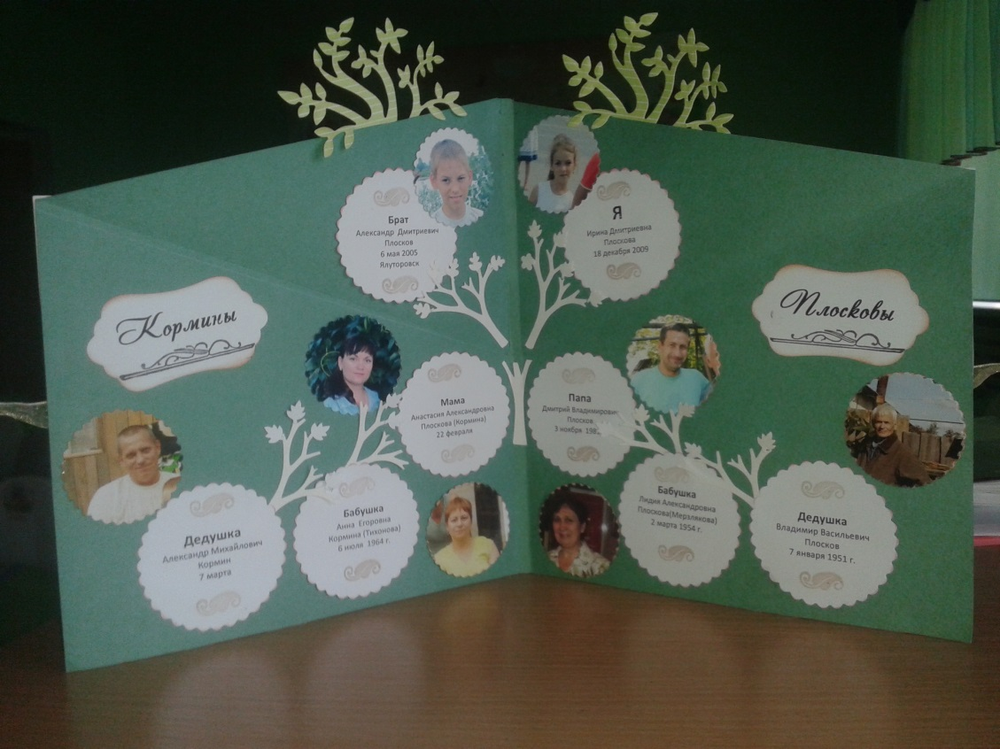 Брат
Александр Дмитриевич
Плосков
6 мая 2005
Ялуторовск
Я
Ирина Дмитриевна
Плоскова
18 декабря 2009
Кормины
Плосковы
Мама
Анастасия Александровна
Плоскова (Кормина)
22 февраля
Папа
Дмитрий Владимирович
Плосков
3 ноября
Дедушка
Александр Михайлович
Кормин
7 марта
Бабушка
Анна Егоровна
Кормина (Тихонова)
6 июля 1964 г.
Бабушка
Лидия Александровна
Плоскова(Мерзлякова)
2 марта 1954 г.
Дедушка
Владимир Васильевич
Плосков
7 января 1951 г.